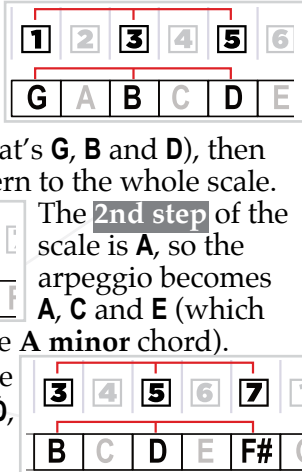 1 2 3 4 5 6
G A B C D E
at's G, B and D), then
ern to the whole scale.
The 2nd step of the
scale is A, so the
arpeggio becomes
A, C and E (which
e A minor chord).
3 4 5 6 7
B C D E F#